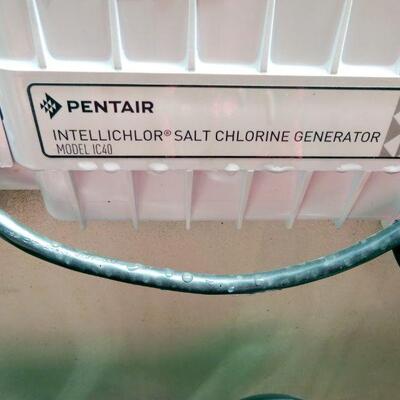 PENTAIR
INTELLICHLOR® SALT CHLORINE GENERATOR
MODEL IC40